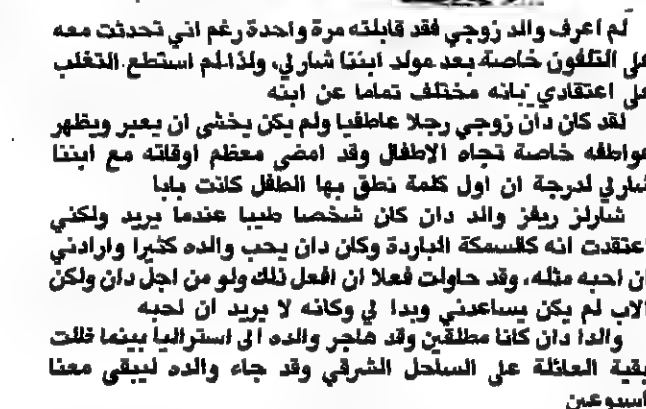 لم اعرف والد زوجي فقد قابلته مرة واحدة رغم اني تحدثت معه
على التلفون خاصة بعد مولد ابننا شارلي، ولذا لم استطع التغلب
على اعتقادي بانه مختلف تماما عن ابنه
لقد كان دان زوجي رجلا عاطفيا ولم يكن يخشى ان يعبر ويظهر
عواطفه خاصة تجاه الاطفال وقد امضى معظم اوقاته مع ابننا
شارلي لدرجة ان اول كلمة نطق بها الطفل كانت بابا
شارلز ريفز والد دان كان شخصا طيبا عندما يريد ولكني
اعتقدت انه كالسمكة الباردة وكان دان يحب والده كثيرا وارادني
ان احبه مثله، وقد حاولت فعلا ان افعل ذلك ولو من اجل دان ولكن
الاب لم يكن يساعدني وبدا لي وكانه لا يريد ان احبه
والدا دان كانا مطلقين وقد هاجر والده الى استراليا بينما ظلت
بقية العائلة على الساحل الشرقي وقد جاء والده ليبقى معنا
اسبوعين